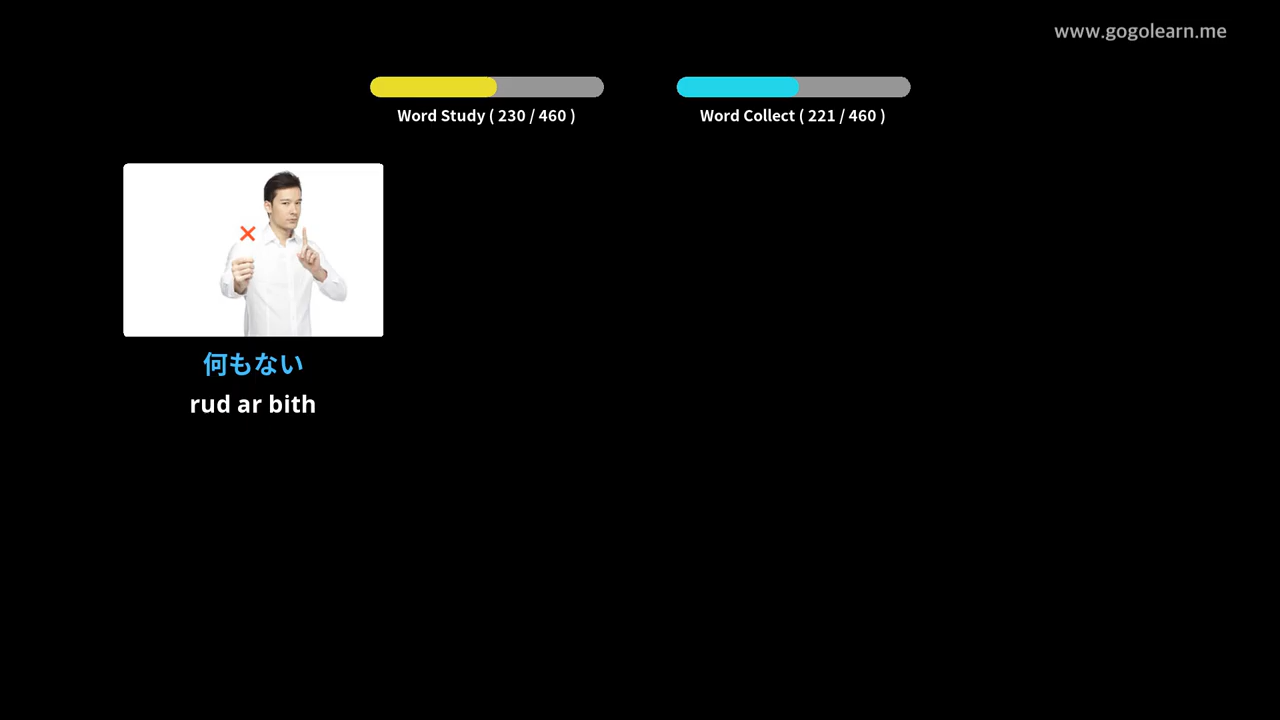 www.gogolearn.me
Word Study ( 230 / 460 )
Word Collect ( 221 / 460 )
何もない
rud ar bith